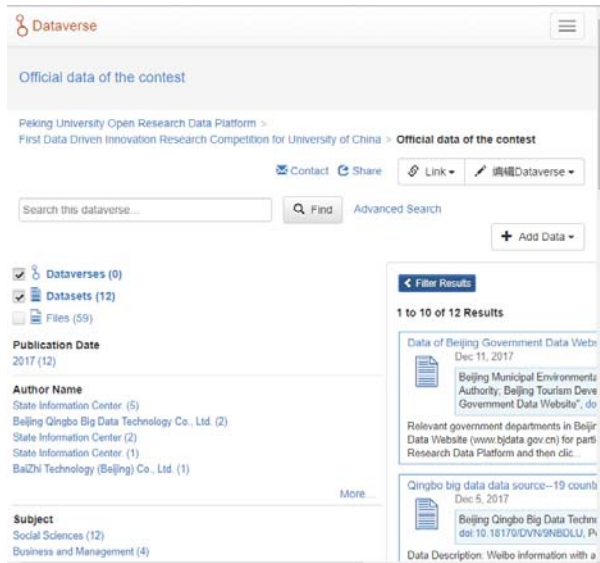 Dataverse
Official data of the contest
Peking University Open Research Data Platform >
First Data Driven Innovation Research Competition for University of China > Official data of the contest
Contact Share Link 编辑Dataverse
Search this dataverse... Find Advanced Search
Add Data
Dataverses (0)
Datasets (12)
Files (59)
Publication Date
2017 (12)
Author Name
State Information Center. (5)
Beijing Qingbo Big Data Technology Co., Ltd. (2)
State Information Center (2)
State Information Center. (1)
BaiZhi Technology (Beijing) Co., Ltd. (1)
More...
Subject
Social Sciences (12)
Business and Management (4)
Filter Results
1 to 10 of 12 Results
Data of Beijing Government Data Webs
Dec 11, 2017
Beijing Municipal Environmenta
Authority; Beijing Tourism Deve
Government Data Website", do
Relevant government departments in Beijin
Data Website (www.bjdata.gov.cn) for parti
Research Data Platform and then clic...
Qingbo big data data source--19 countr
Dec 5, 2017
Beijing Qingbo Big Data Techno
doi:10.18170/DVN/9NBDLU, P
Data Description: Weibo information with a